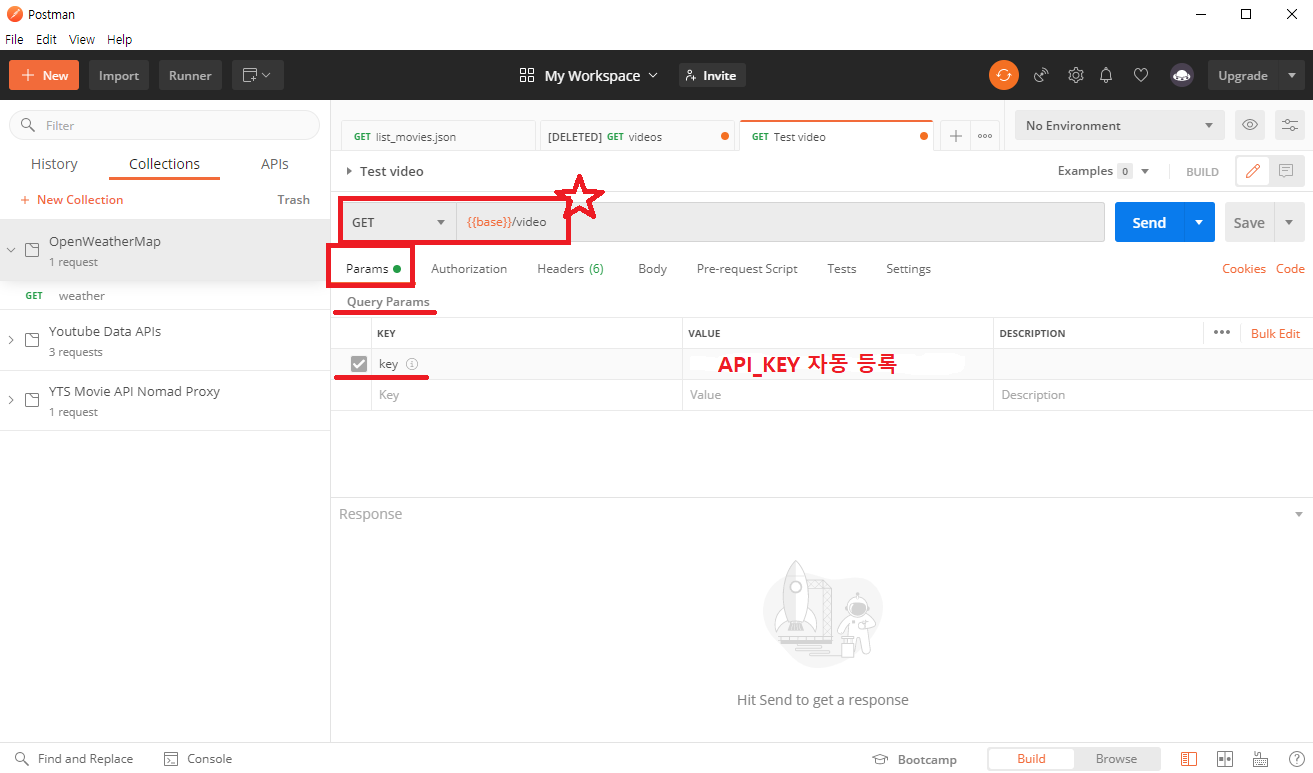 Postman
File Edit View Help
New Import Runner My Workspace Invite Upgrade
Filter
History Collections APIs
New Collection Trash
OpenWeatherMap
1 request
GET weather
Youtube Data APIs
3 requests
YTS Movie API Nomad Proxy
1 request
GET list_movies.json [DELETED] GET videos GET Test video No Environment
Test video Examples 0 BUILD
GET {{base}}/video Send Save
Params Authorization Headers (6) Body Pre-request Script Tests Settings Cookies Code
Query Params
KEY VALUE DESCRIPTION Bulk Edit
key API_KEY 자동 등록
Key Value Description
Response
Hit Send to get a response
Find and Replace Console Bootcamp Build Browse